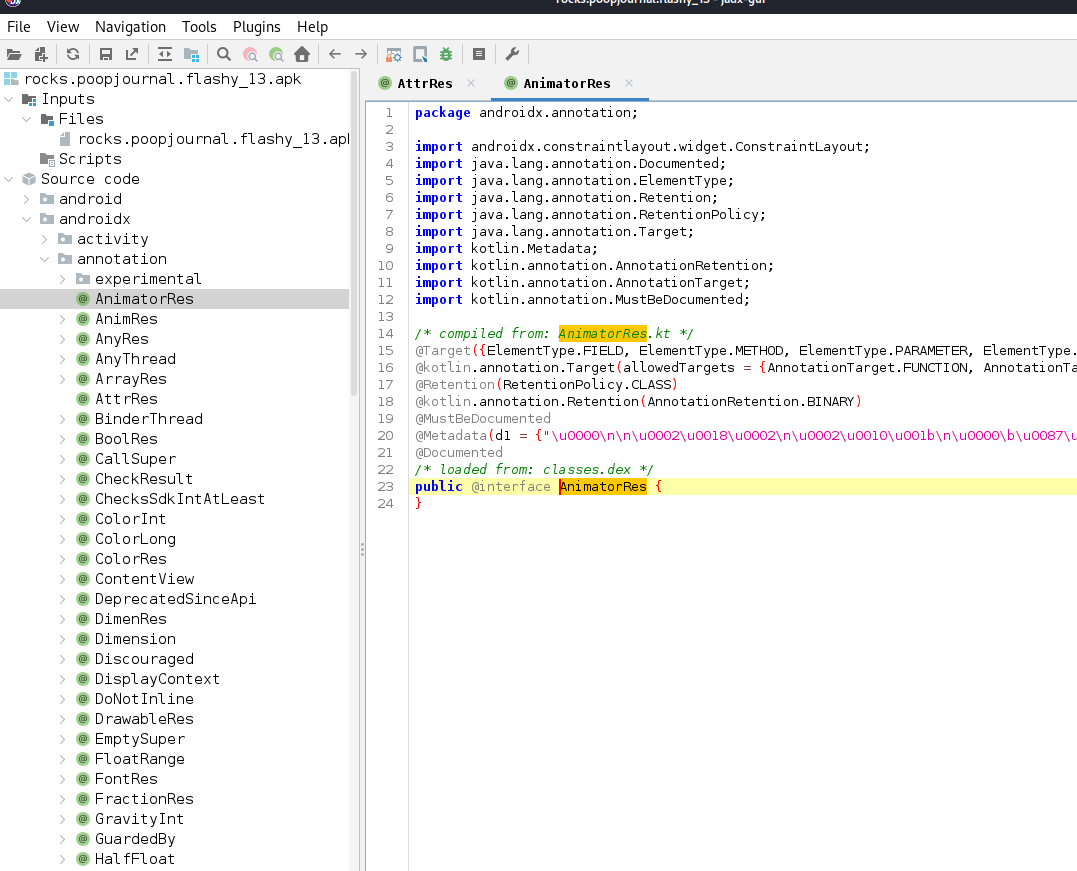 File View Navigation Tools Plugins Help
rocks.poopjournal.flashy_13.apk
Inputs
Files
rocks.poopjournal.flashy_13.apk
Scripts
Source code
android
androidx
activity
annotation
experimental
AnimatorRes
AnimRes
AnyRes
AnyThread
ArrayRes
AttrRes
BinderThread
BoolRes
CallSuper
CheckResult
ChecksSdkIntAtLeast
ColorInt
ColorLong
ColorRes
ContentView
DeprecatedSinceApi
DimenRes
Dimension
Discouraged
DisplayContext
DoNotInline
DrawableRes
EmptySuper
FloatRange
FontRes
FractionRes
GravityInt
GuardedBy
HalfFloat
AttrRes × AnimatorRes ×
1 package androidx.annotation;
2
3 import androidx.constraintlayout.widget.ConstraintLayout;
4 import java.lang.annotation.Documented;
5 import java.lang.annotation.ElementType;
6 import java.lang.annotation.Retention;
7 import java.lang.annotation.RetentionPolicy;
8 import java.lang.annotation.Target;
9 import kotlin.Metadata;
10 import kotlin.annotation.AnnotationRetention;
11 import kotlin.annotation.AnnotationTarget;
12 import kotlin.annotation.MustBeDocumented;
13
14 /* compiled from: AnimatorRes.kt */
15 @Target({ElementType.FIELD, ElementType.METHOD, ElementType.PARAMETER, ElementType.
16 @kotlin.annotation.Target(allowedTargets = {AnnotationTarget.FUNCTION, AnnotationTa
17 @Retention(RetentionPolicy.CLASS)
18 @kotlin.annotation.Retention(AnnotationRetention.BINARY)
19 @MustBeDocumented
20 @Metadata(d1 = {"\u0000\n\n\u0002\u0018\u0002\n\u0002\u0010\u001b\n\u0000\b\u0087\u
21 @Documented
22 /* loaded from: classes.dex */
23 public @interface AnimatorRes {
24 }